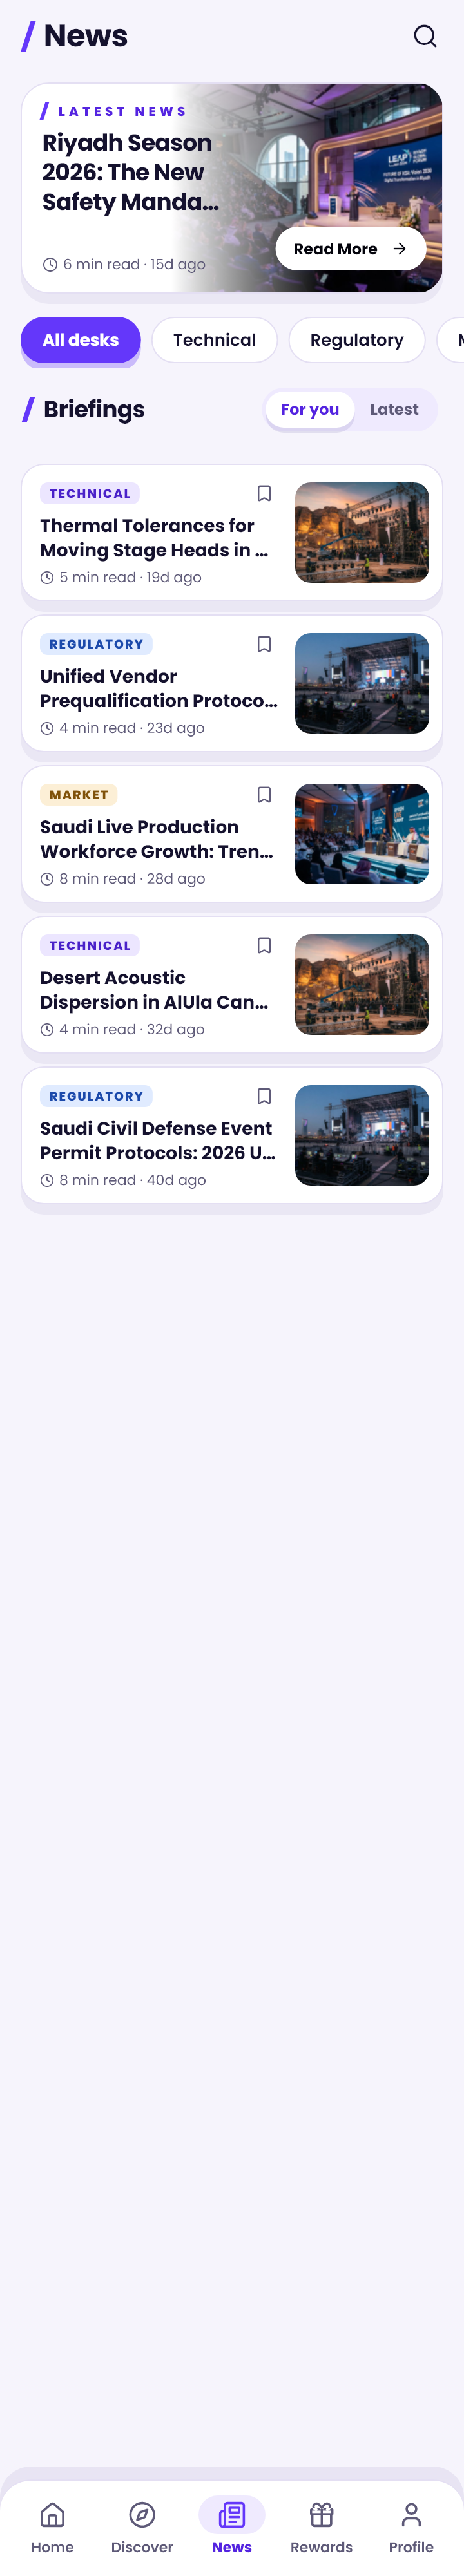 / News
/ LATEST NEWS
Riyadh Season
2026: The New
Safety Manda...
6 min read · 15d ago
LEAP
Read More →
All desks
Technical
Regulatory
/ Briefings
For you
Latest
TECHNICAL
Thermal Tolerances for
Moving Stage Heads in ...
5 min read · 19d ago
REGULATORY
Unified Vendor
Prequalification Protoco...
4 min read · 23d ago
MARKET
Saudi Live Production
Workforce Growth: Tren...
8 min read · 28d ago
TECHNICAL
Desert Acoustic
Dispersion in AlUla Can...
4 min read · 32d ago
REGULATORY
Saudi Civil Defense Event
Permit Protocols: 2026 U...
8 min read · 40d ago
Home
Discover
News
Rewards
Profile